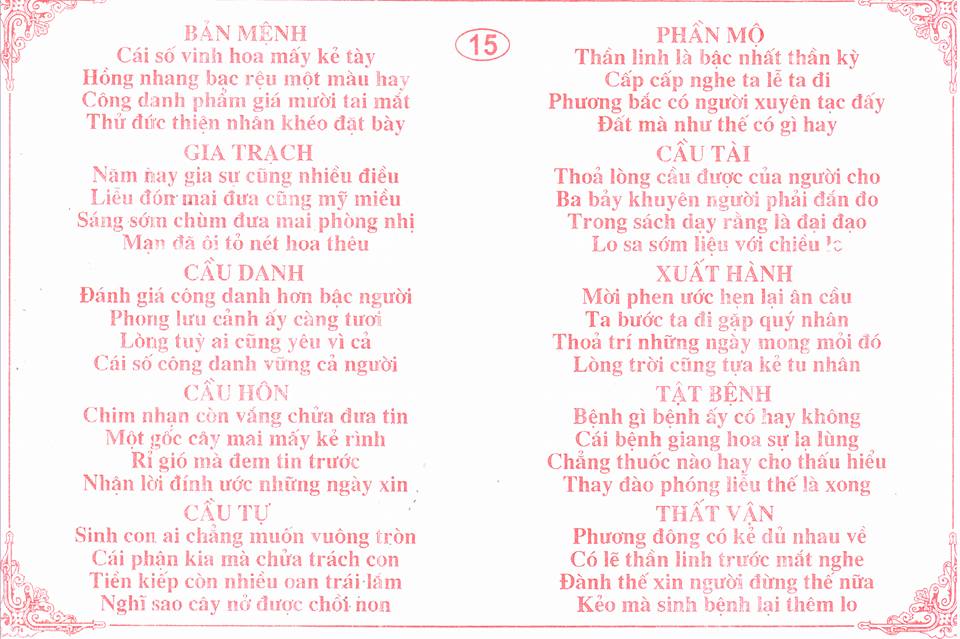 15
BẢN MỆNH
Cái số vinh hoa mấy kẻ tày
Hồng nhang bạc rệu một màu hay
Công danh phẩm giá mười tai mắt
Thử đức thiện nhân khéo đặt bày
GIA TRẠCH
Năm nay gia sự cũng nhiều điều
Liễu đón mai đưa cũng mỹ miều
Sáng sớm chùm đưa mai phòng nhị
Mạn đã ôi tỏ nét hoa thêu
CẦU DANH
Đánh giá công danh hơn bậc người
Phong lưu cảnh ấy càng tươi
Lòng tuỳ ai cũng yêu vì cả
Cái số công danh vững cả người
CẦU HÔN
Chim nhạn còn vắng chửa đưa tin
Một gốc cây mai mấy kẻ rình
Rỉ gió mà đem tin trước
Nhận lời đính ước những ngày xin
CẦU TỰ
Sinh con ai chẳng muốn vuông tròn
Cái phận kia mà chửa trách con
Tiền kiếp còn nhiều oan trái lắm
Nghĩ sao cây nở được chồi non
PHẦN MỘ
Thần linh là bậc nhất thần kỳ
Cấp cấp nghe ta lễ ta đi
Phương bắc có người xuyên tạc đấy
Đất mà như thế có gì hay
CẦU TÀI
Thoả lòng cầu được của người cho
Ba bảy khuyên người phải đắn đo
Trong sách dạy rằng là đại đạo
Lo sa sớm liệu với chiều
XUẤT HÀNH
Mời phen ước hẹn lại ân cầu
Ta bước ta đi gặp quý nhân
Thoả trí những ngày mong mỏi đó
Lòng trời cũng tựa kẻ tu nhân
TẬT BỆNH
Bệnh gì bệnh ấy có hay không
Cái bệnh giang hoa sự lạ lùng
Chẳng thuốc nào hay cho thấu hiểu
Thay đào phóng liễu thế là xong
THẤT VẬN
Phương đông có kẻ dủ nhau về
Có lẽ thần linh trước mắt nghe
Đành thế xin người đừng thế nữa
Kẻo mà sinh bệnh lại thêm lo